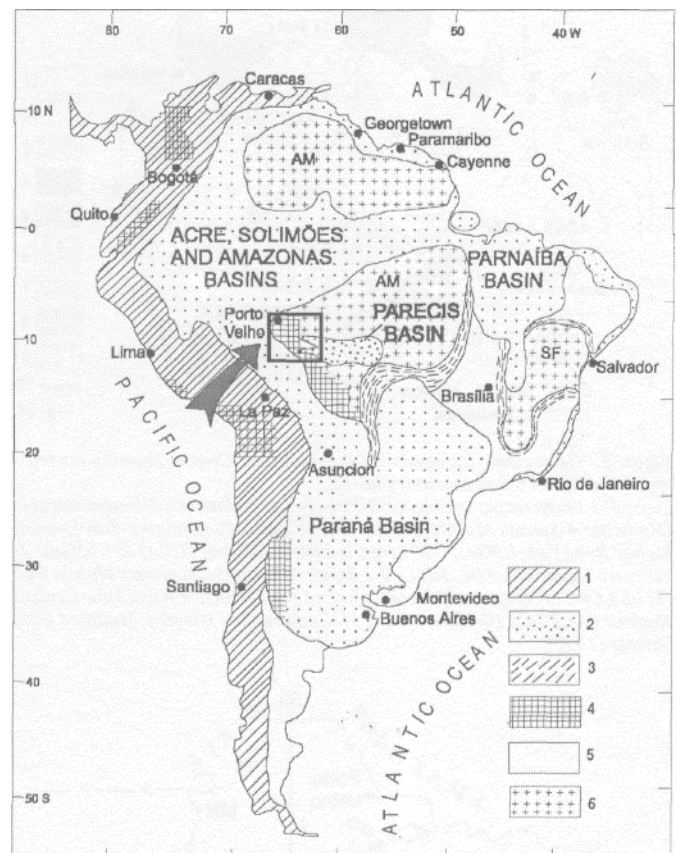 80
70
60
50
40 W
Caracas
ATLANTIC OCEAN
10 N
Georgetown
Paramaribo
AM
Cayenne
Bogotá
Quito
0
ACRE, SOLIMÕES
AND AMAZONAS
BASINS
PARNAÍBA
BASIN
AM
PARECIS
BASIN
Porto
Velho
10
Lima
SF
Salvador
Brasília
La Paz
PACIFIC OCEAN
20
Asuncion
Rio de Janeiro
Paraná Basin
30
Santiago
Montevideo
Buenos Aires
ATLANTIC OCEAN
1
2
3
4
5
6
40
50 S